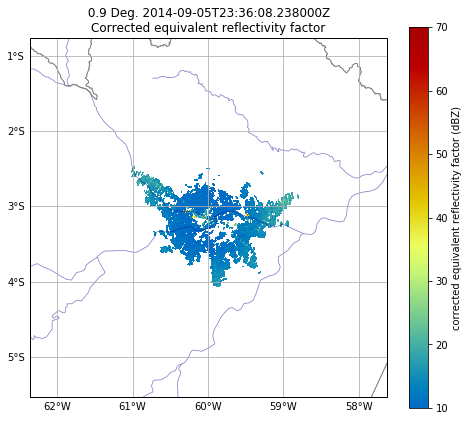 0.9 Deg. 2014-09-05T23:36:08.238000Z
Corrected equivalent reflectivity factor
1°S
2°S
3°S
4°S
5°S
62°W
61°W
60°W
59°W
58°W
70
60
50
40
30
20
10
corrected equivalent reflectivity factor (dBZ)